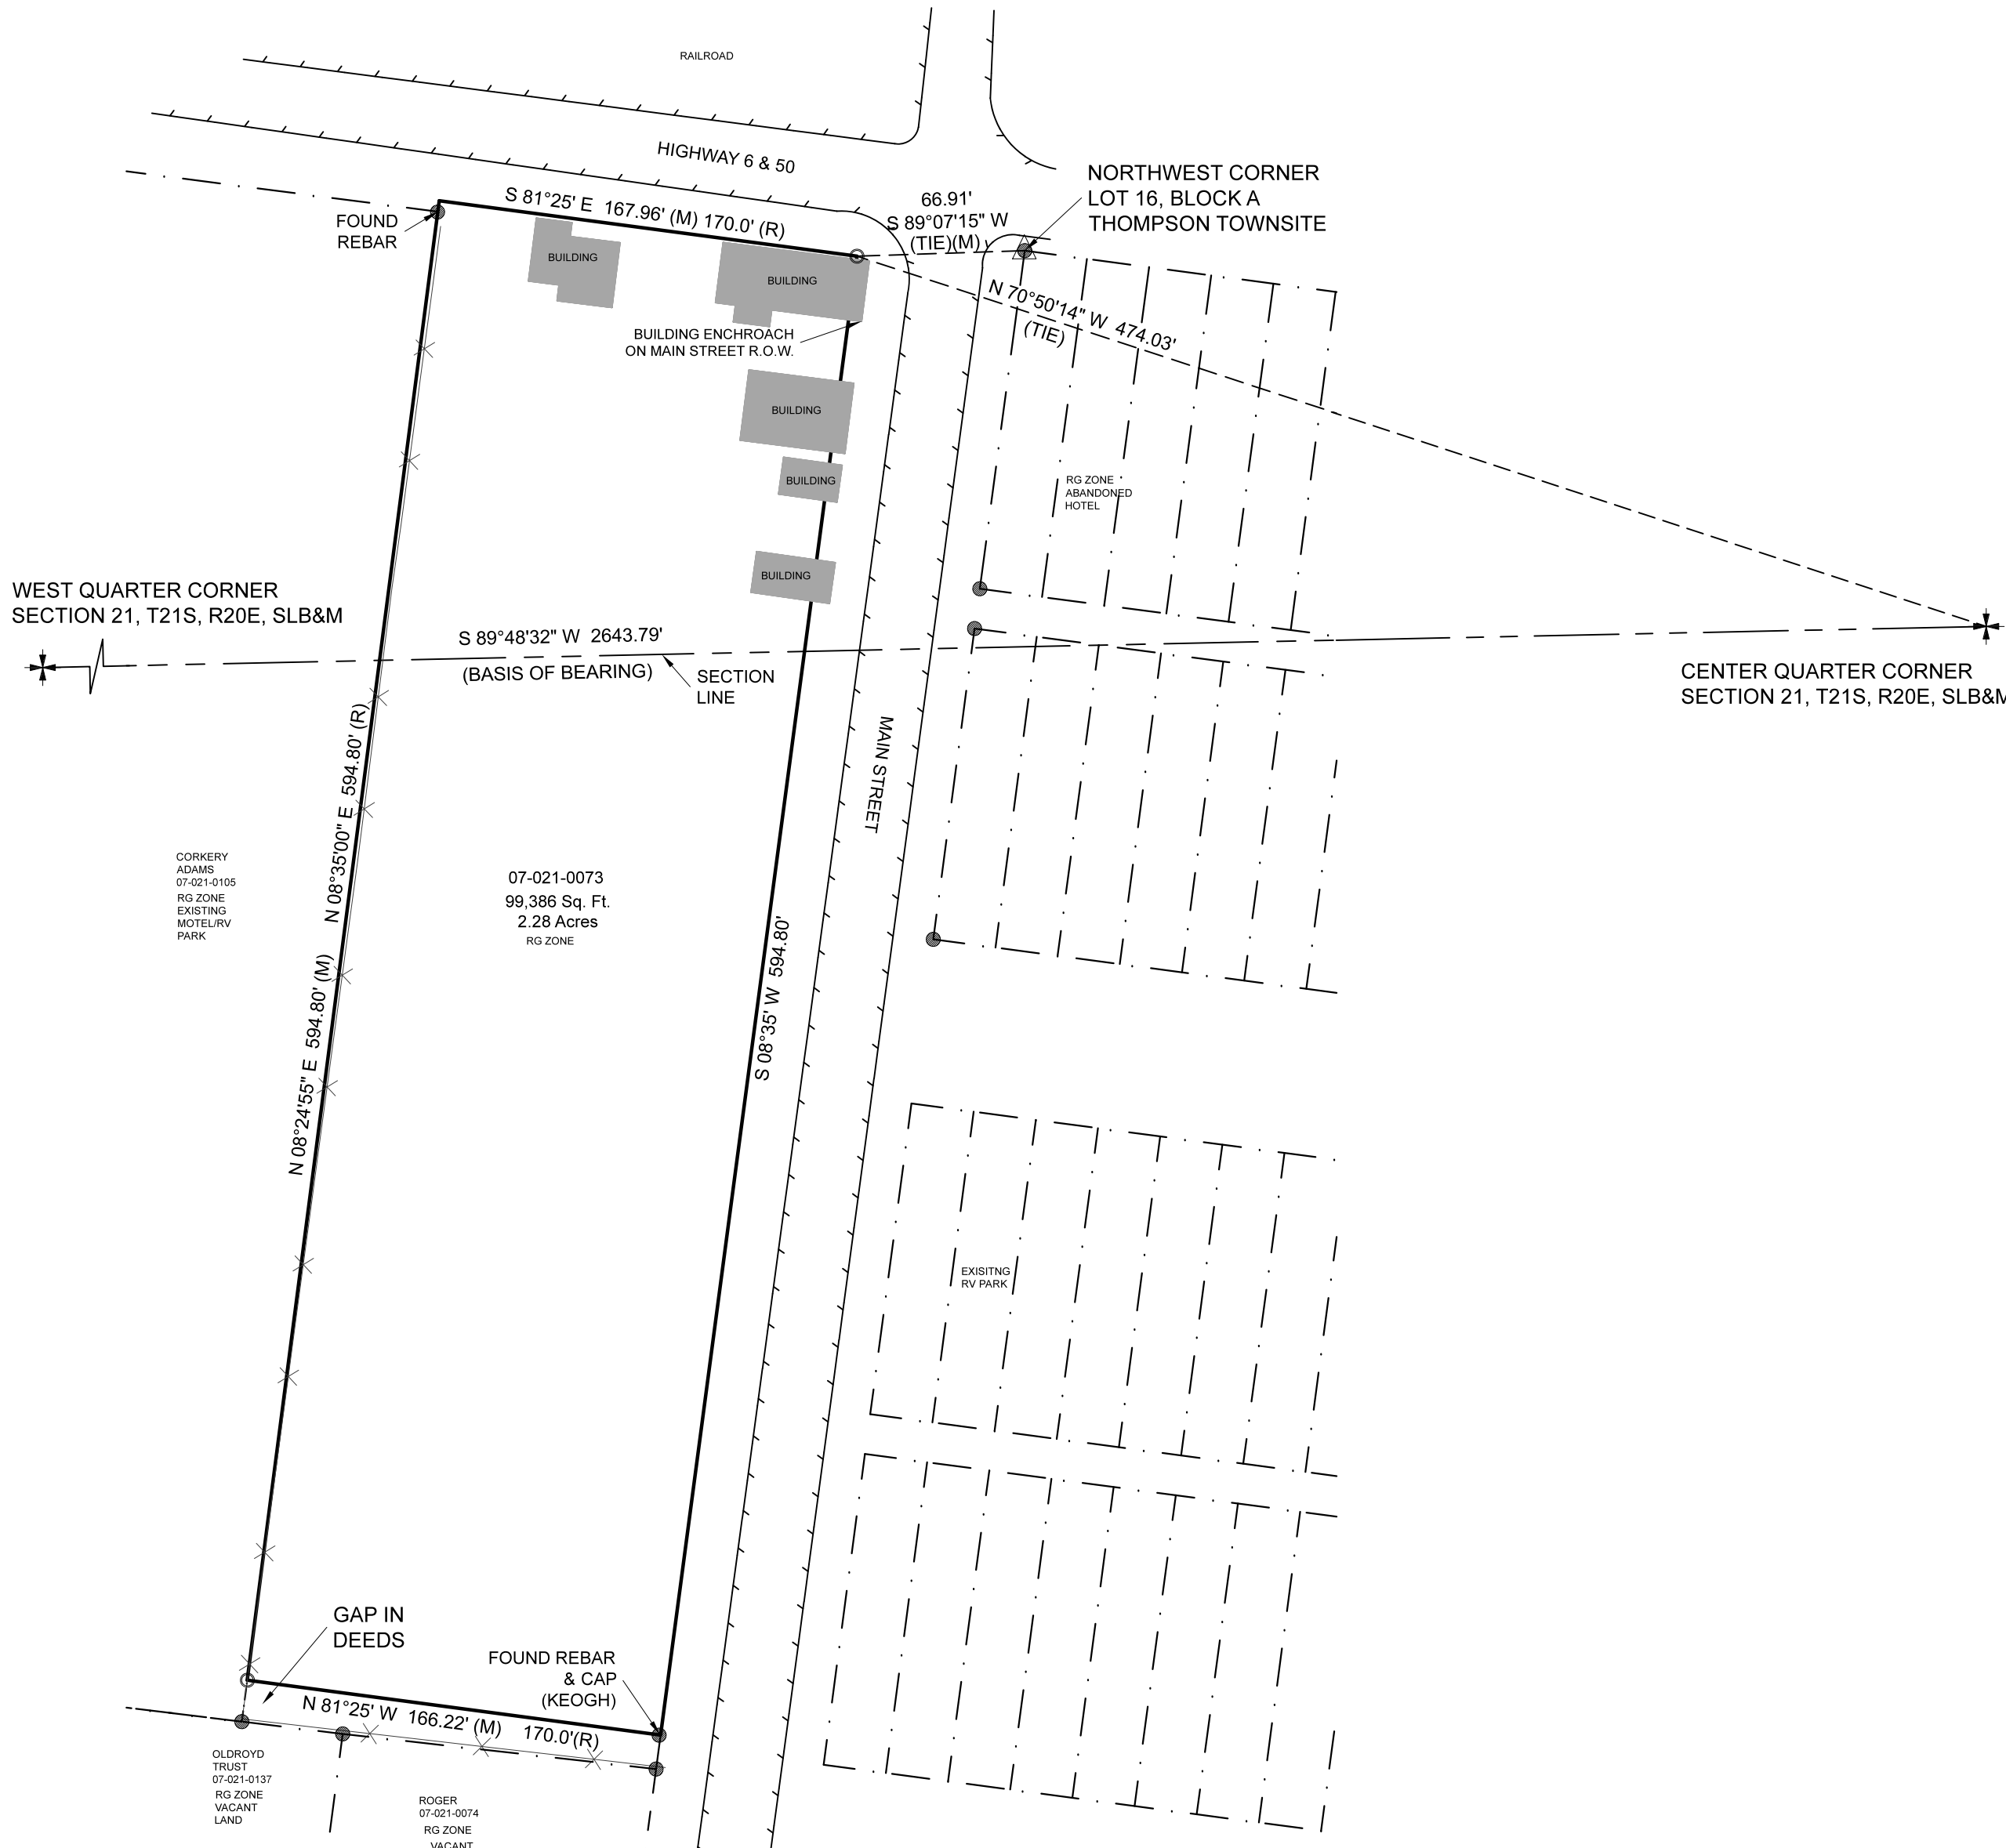 RAILROAD
HIGHWAY 6 & 50
NORTHWEST CORNER
LOT 16, BLOCK A
THOMPSON TOWNSITE
66.91'
S 89°07'15" W
(TIE)(M)
S 81°25' E  167.96' (M) 170.0' (R)
FOUND
REBAR
BUILDING
BUILDING
N 70°50'14" W  474.03'
(TIE)
BUILDING ENCHROACH
ON MAIN STREET R.O.W.
BUILDING
BUILDING
RG ZONE
ABANDONED
HOTEL
BUILDING
WEST QUARTER CORNER
SECTION 21, T21S, R20E, SLB&M
S 89°48'32" W  2643.79'
(BASIS OF BEARING)
SECTION
LINE
CENTER QUARTER CORNER
SECTION 21, T21S, R20E, SLB&M
MAIN STREET
N 08°24'55" E  594.80' (M)    N 08°35'00" E  594.80' (R)
CORKERY
ADAMS
07-021-0105
RG ZONE
EXISTING
MOTEL/RV
PARK
07-021-0073
99,386 Sq. Ft.
2.28 Acres
RG ZONE
S 08°35' W  594.80'
EXISITNG
RV PARK
GAP IN
DEEDS
FOUND REBAR
& CAP
(KEOGH)
N 81°25' W  166.22' (M)    170.0'(R)
OLDROYD
TRUST
07-021-0137
RG ZONE
VACANT
LAND
ROGER
07-021-0074
RG ZONE
VACANT